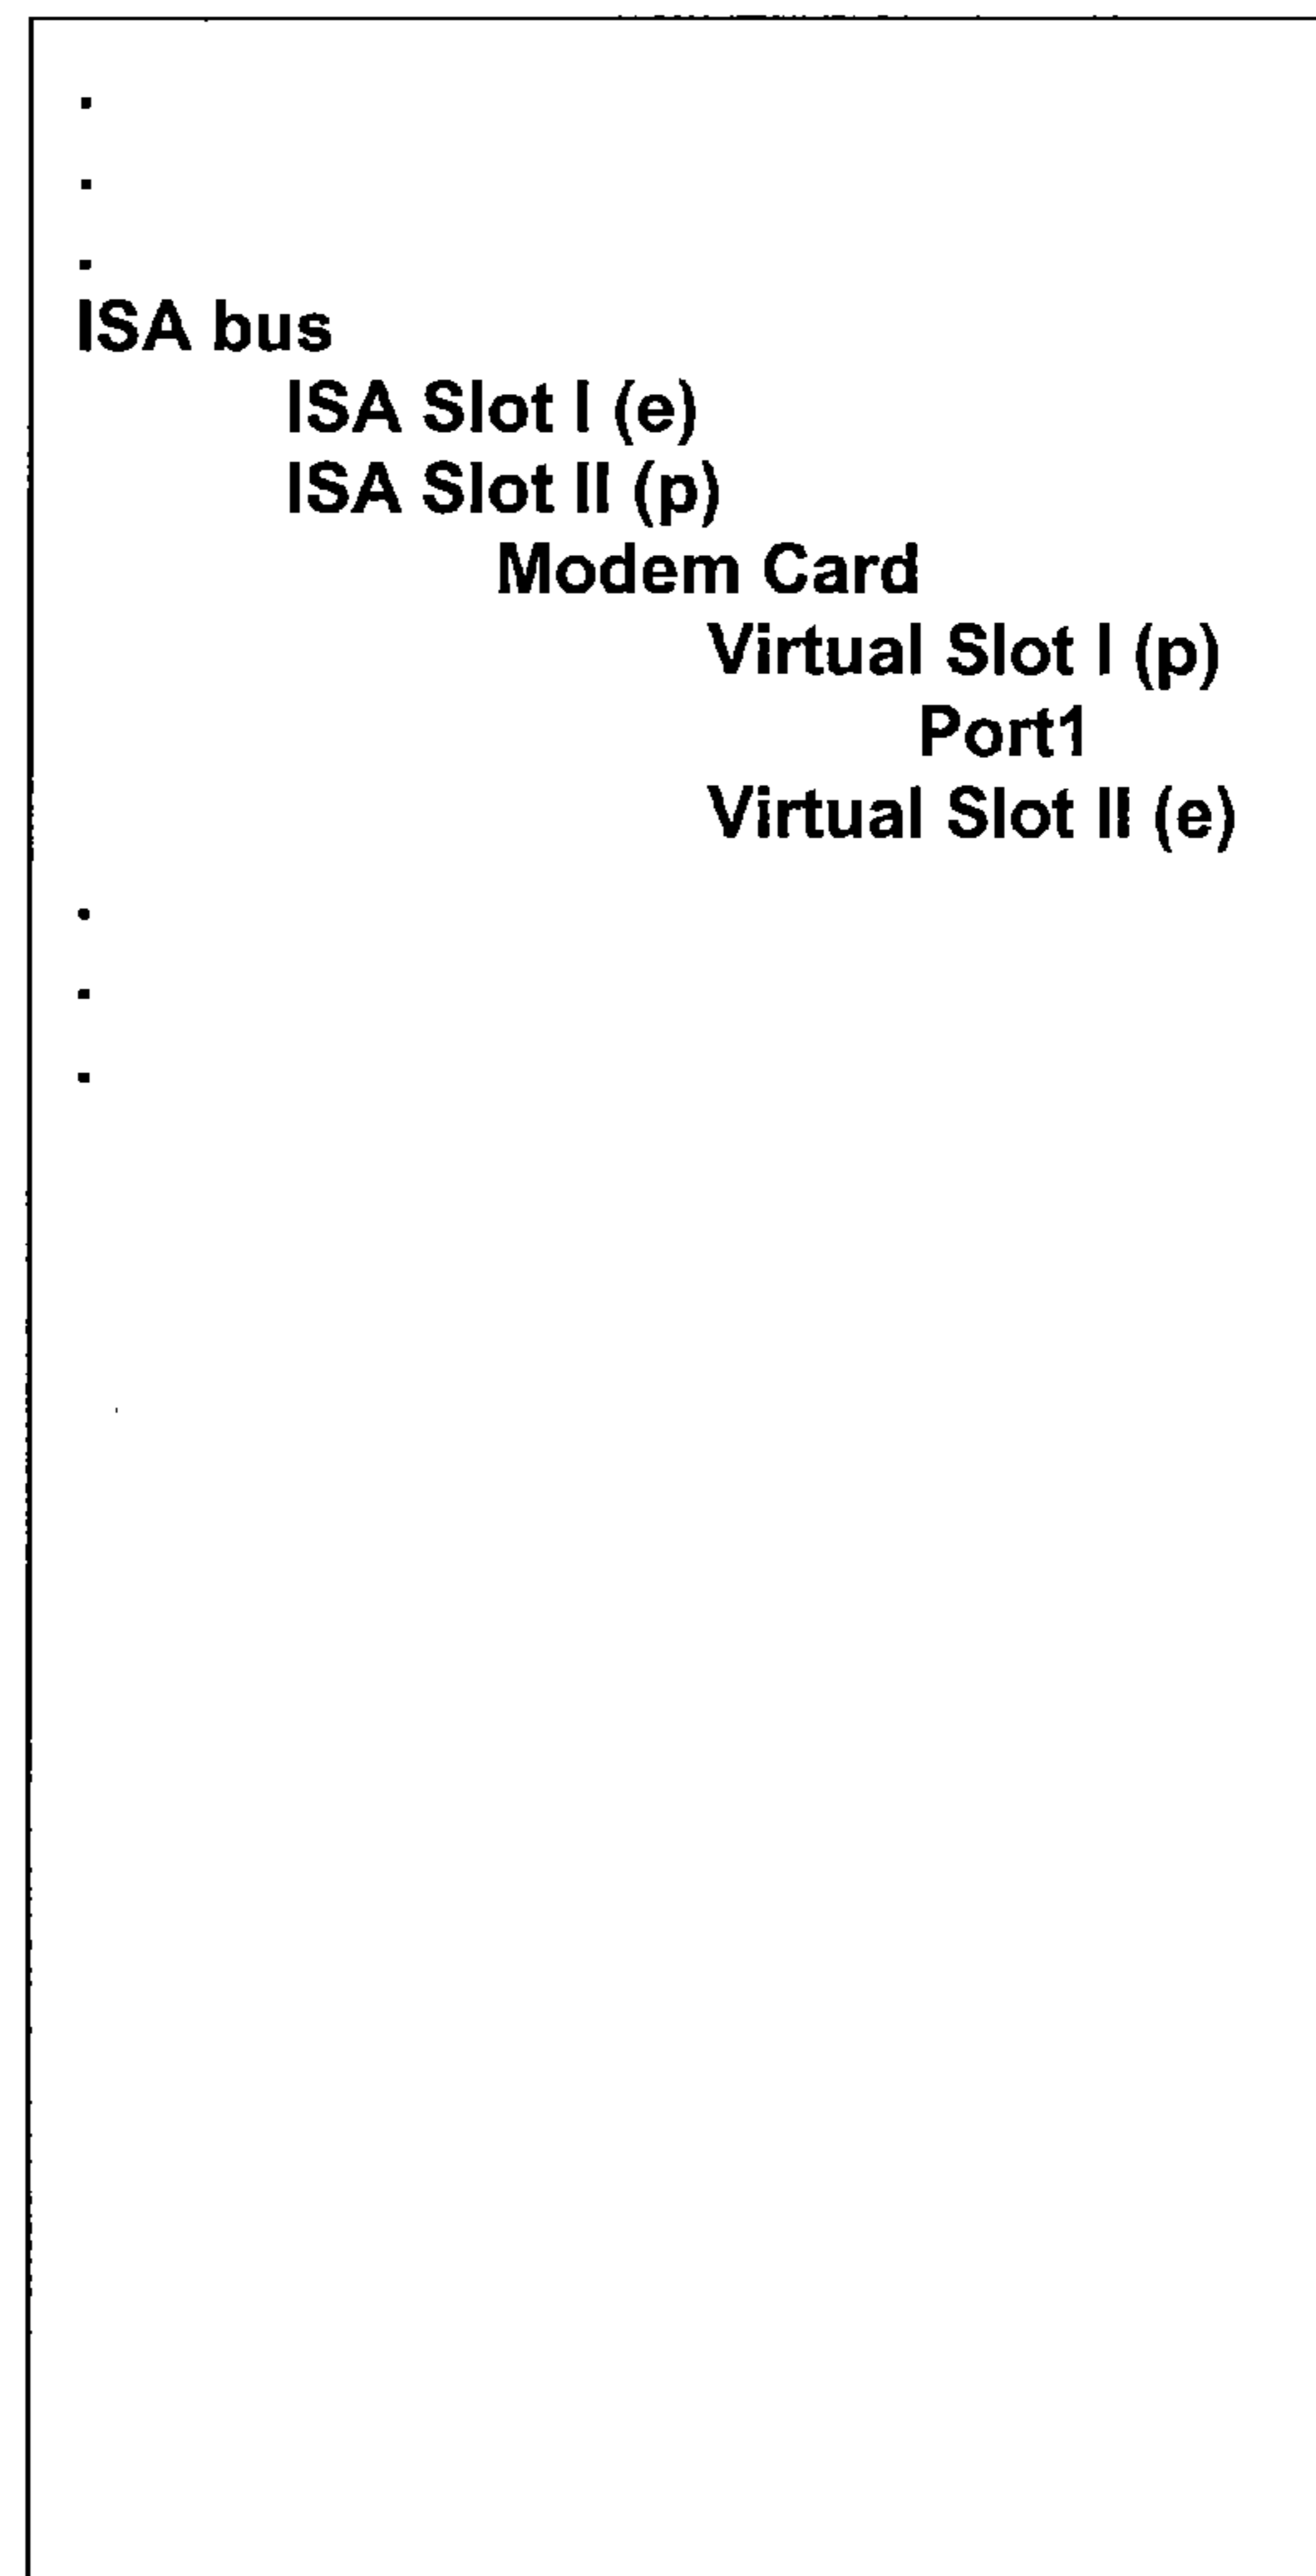 .
.
.
ISA bus
ISA Slot I (e)
ISA Slot II (p)
Modem Card
Virtual Slot I (p)
Port1
Virtual Slot II (e)
.
.
.